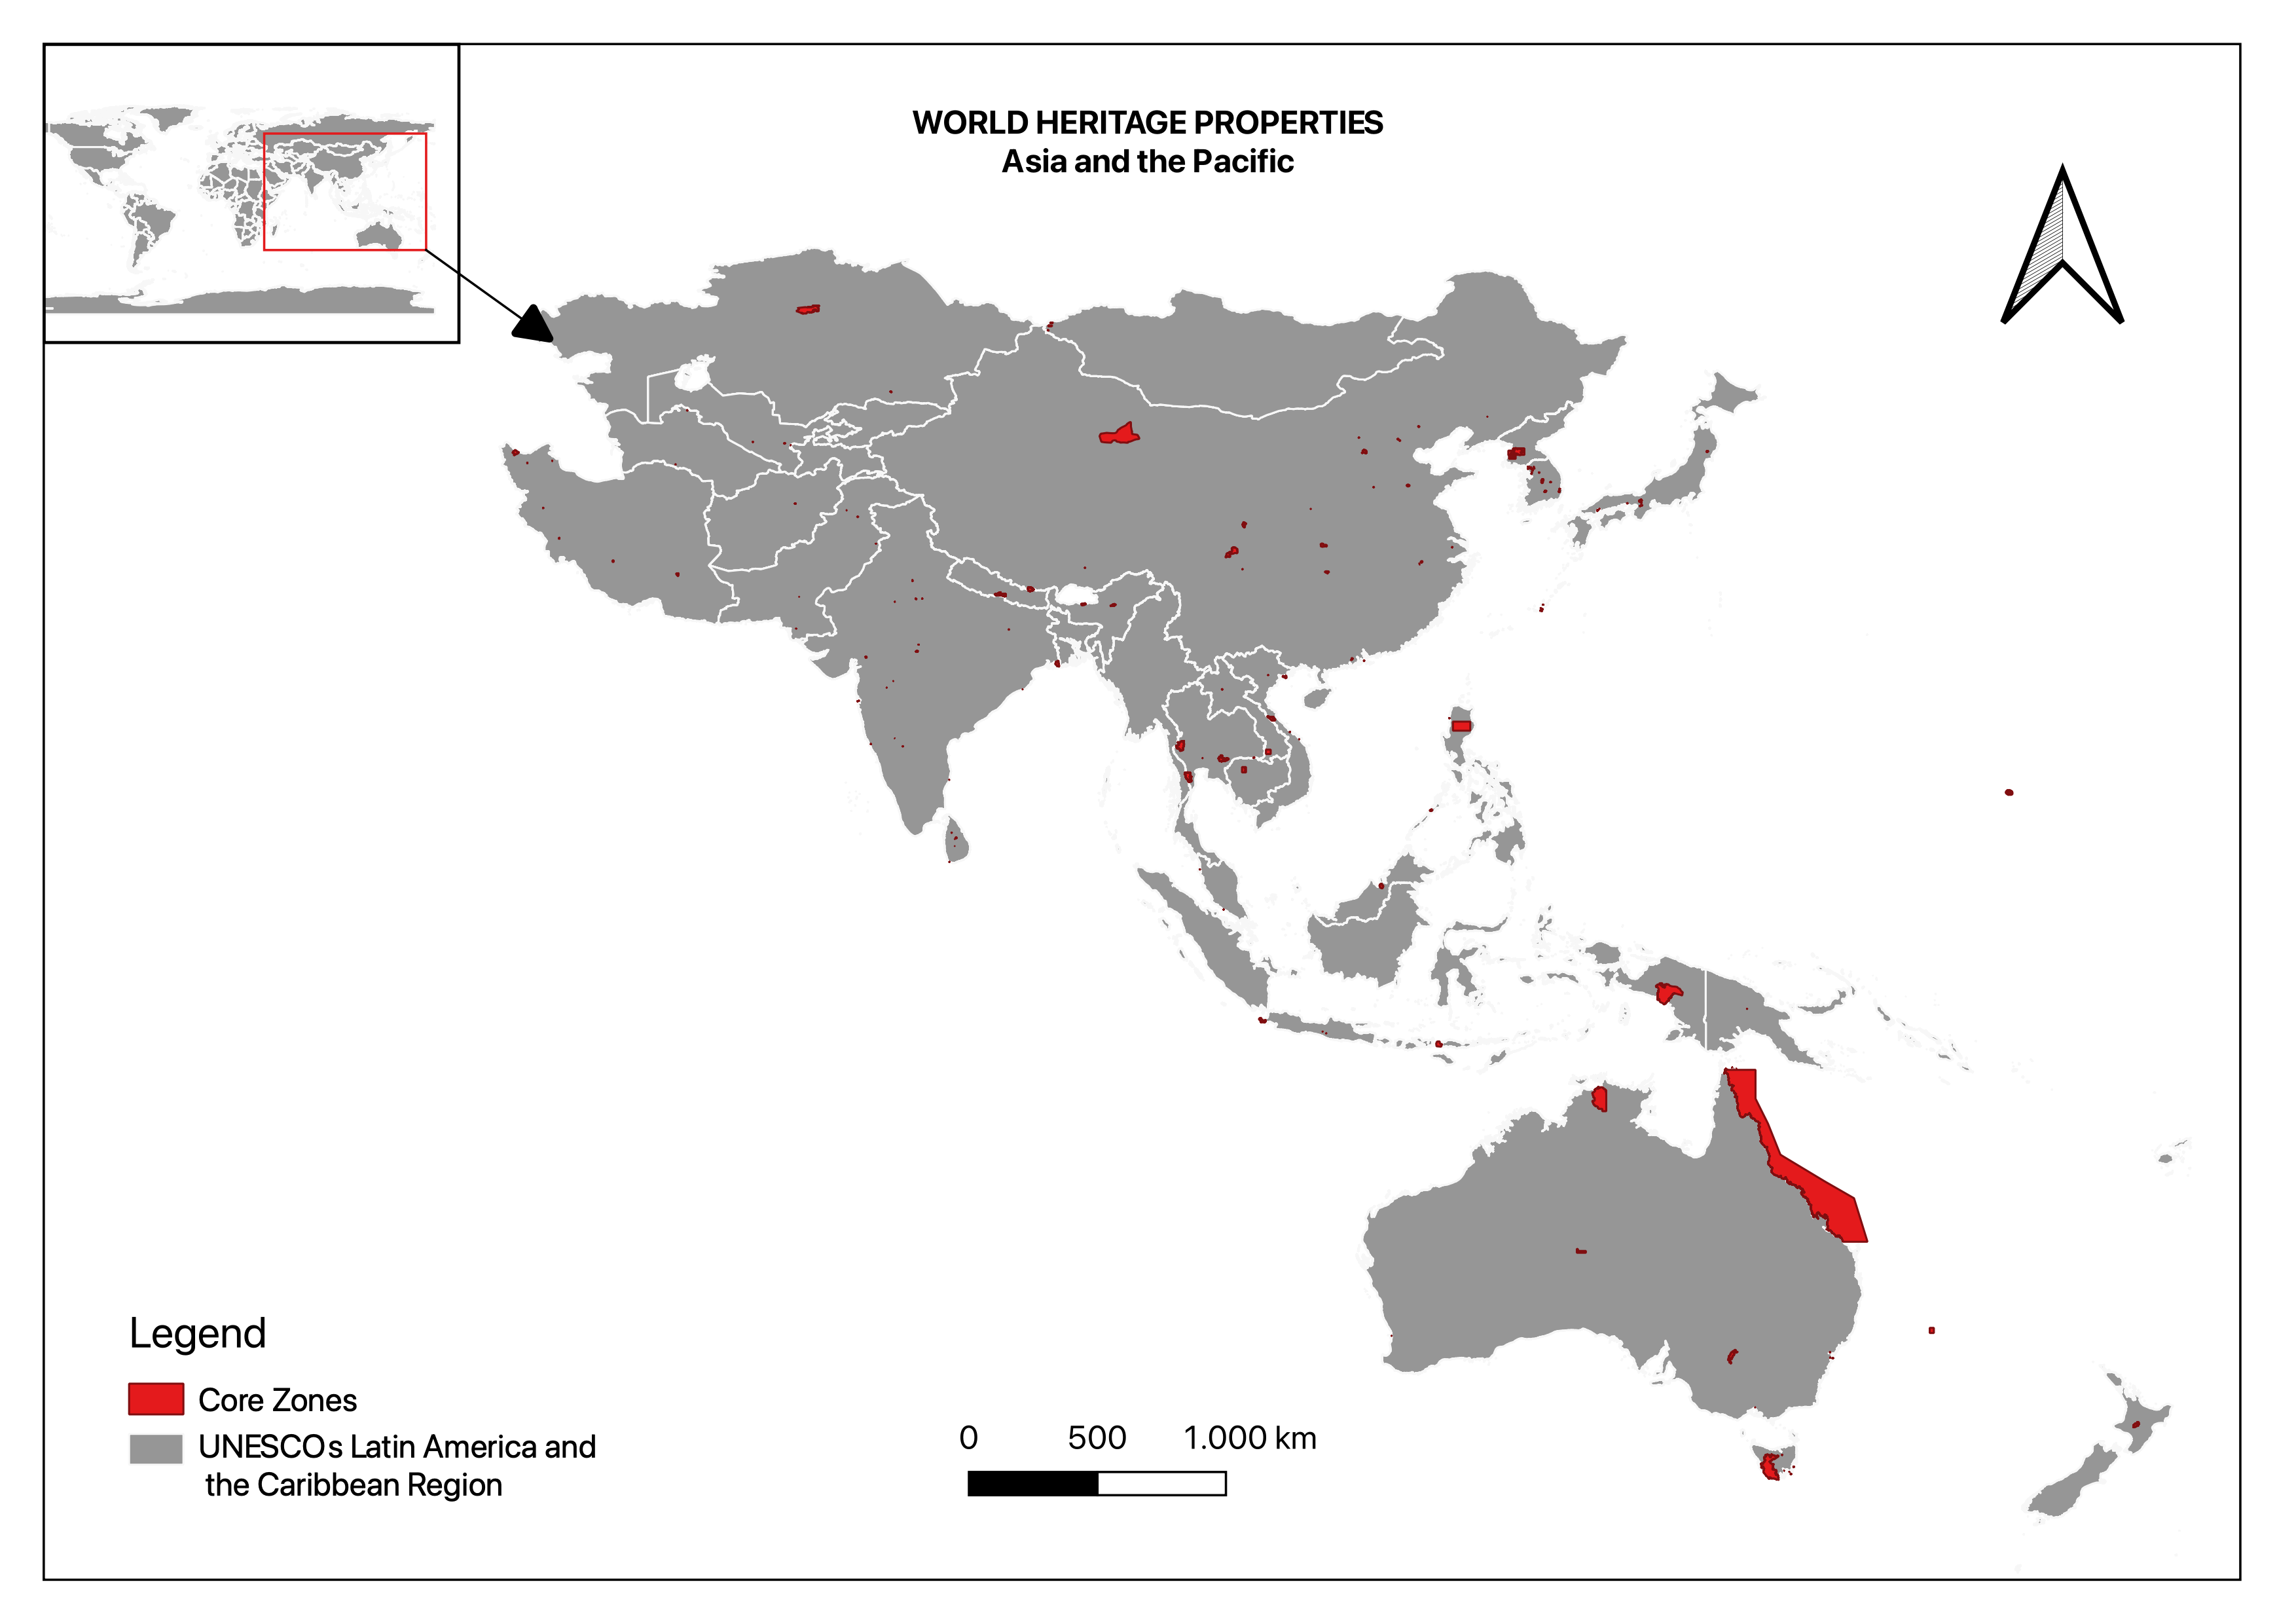 WORLD HERITAGE PROPERTIES
Asia and the Pacific
Legend
Core Zones
UNESCOs Latin America and
the Caribbean Region
0 500 1.000 km